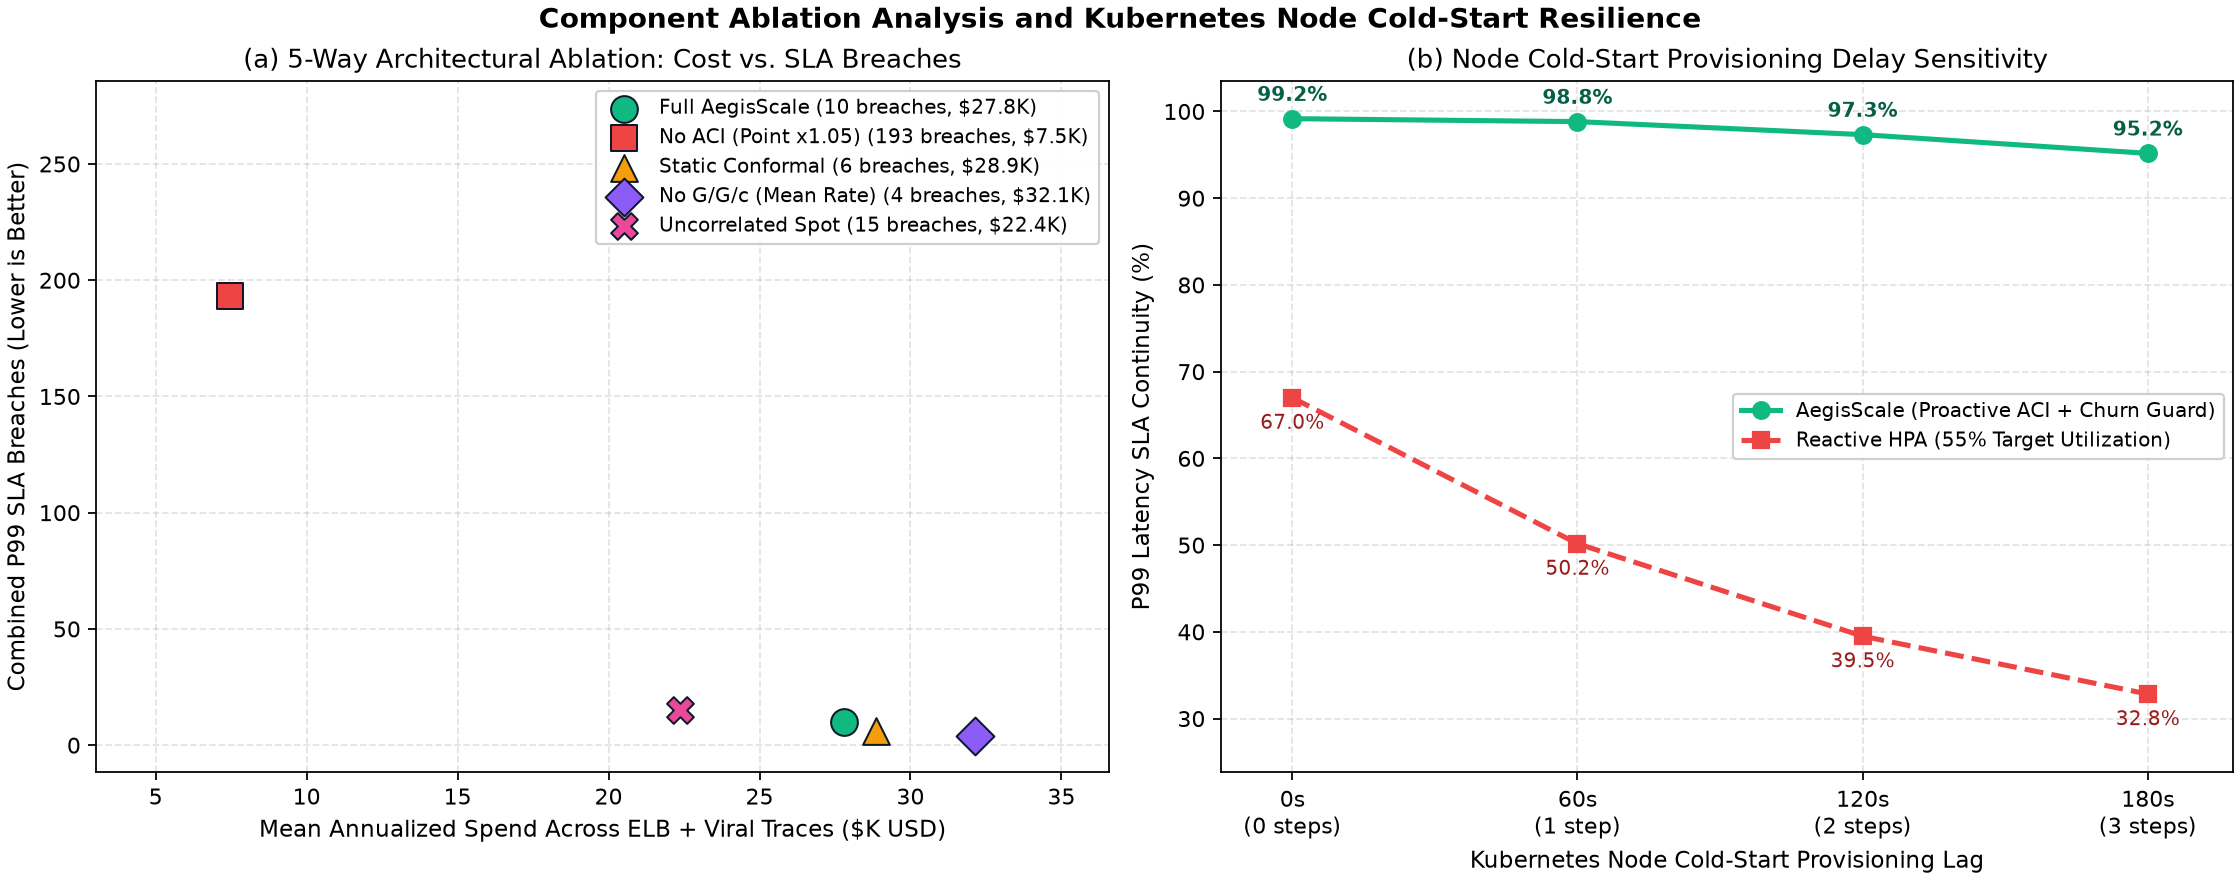 Component Ablation Analysis and Kubernetes Node Cold-Start Resilience
(a) 5-Way Architectural Ablation: Cost vs. SLA Breaches
Combined P99 SLA Breaches (Lower is Better)
250
200
150
100
50
0
Full AegisScale (10 breaches, $27.8K)
No ACI (Point x1.05) (193 breaches, $7.5K)
Static Conformal (6 breaches, $28.9K)
No G/G/c (Mean Rate) (4 breaches, $32.1K)
Uncorrelated Spot (15 breaches, $22.4K)
5 10 15 20 25 30 35
Mean Annualized Spend Across ELB + Viral Traces ($K USD)
(b) Node Cold-Start Provisioning Delay Sensitivity
P99 Latency SLA Continuity (%)
100
90
80
70
60
50
40
30
99.2%
98.8%
97.3%
95.2%
AegisScale (Proactive ACI + Churn Guard)
Reactive HPA (55% Target Utilization)
67.0%
50.2%
39.5%
32.8%
0s 60s 120s 180s
(0 steps) (1 step) (2 steps) (3 steps)
Kubernetes Node Cold-Start Provisioning Lag